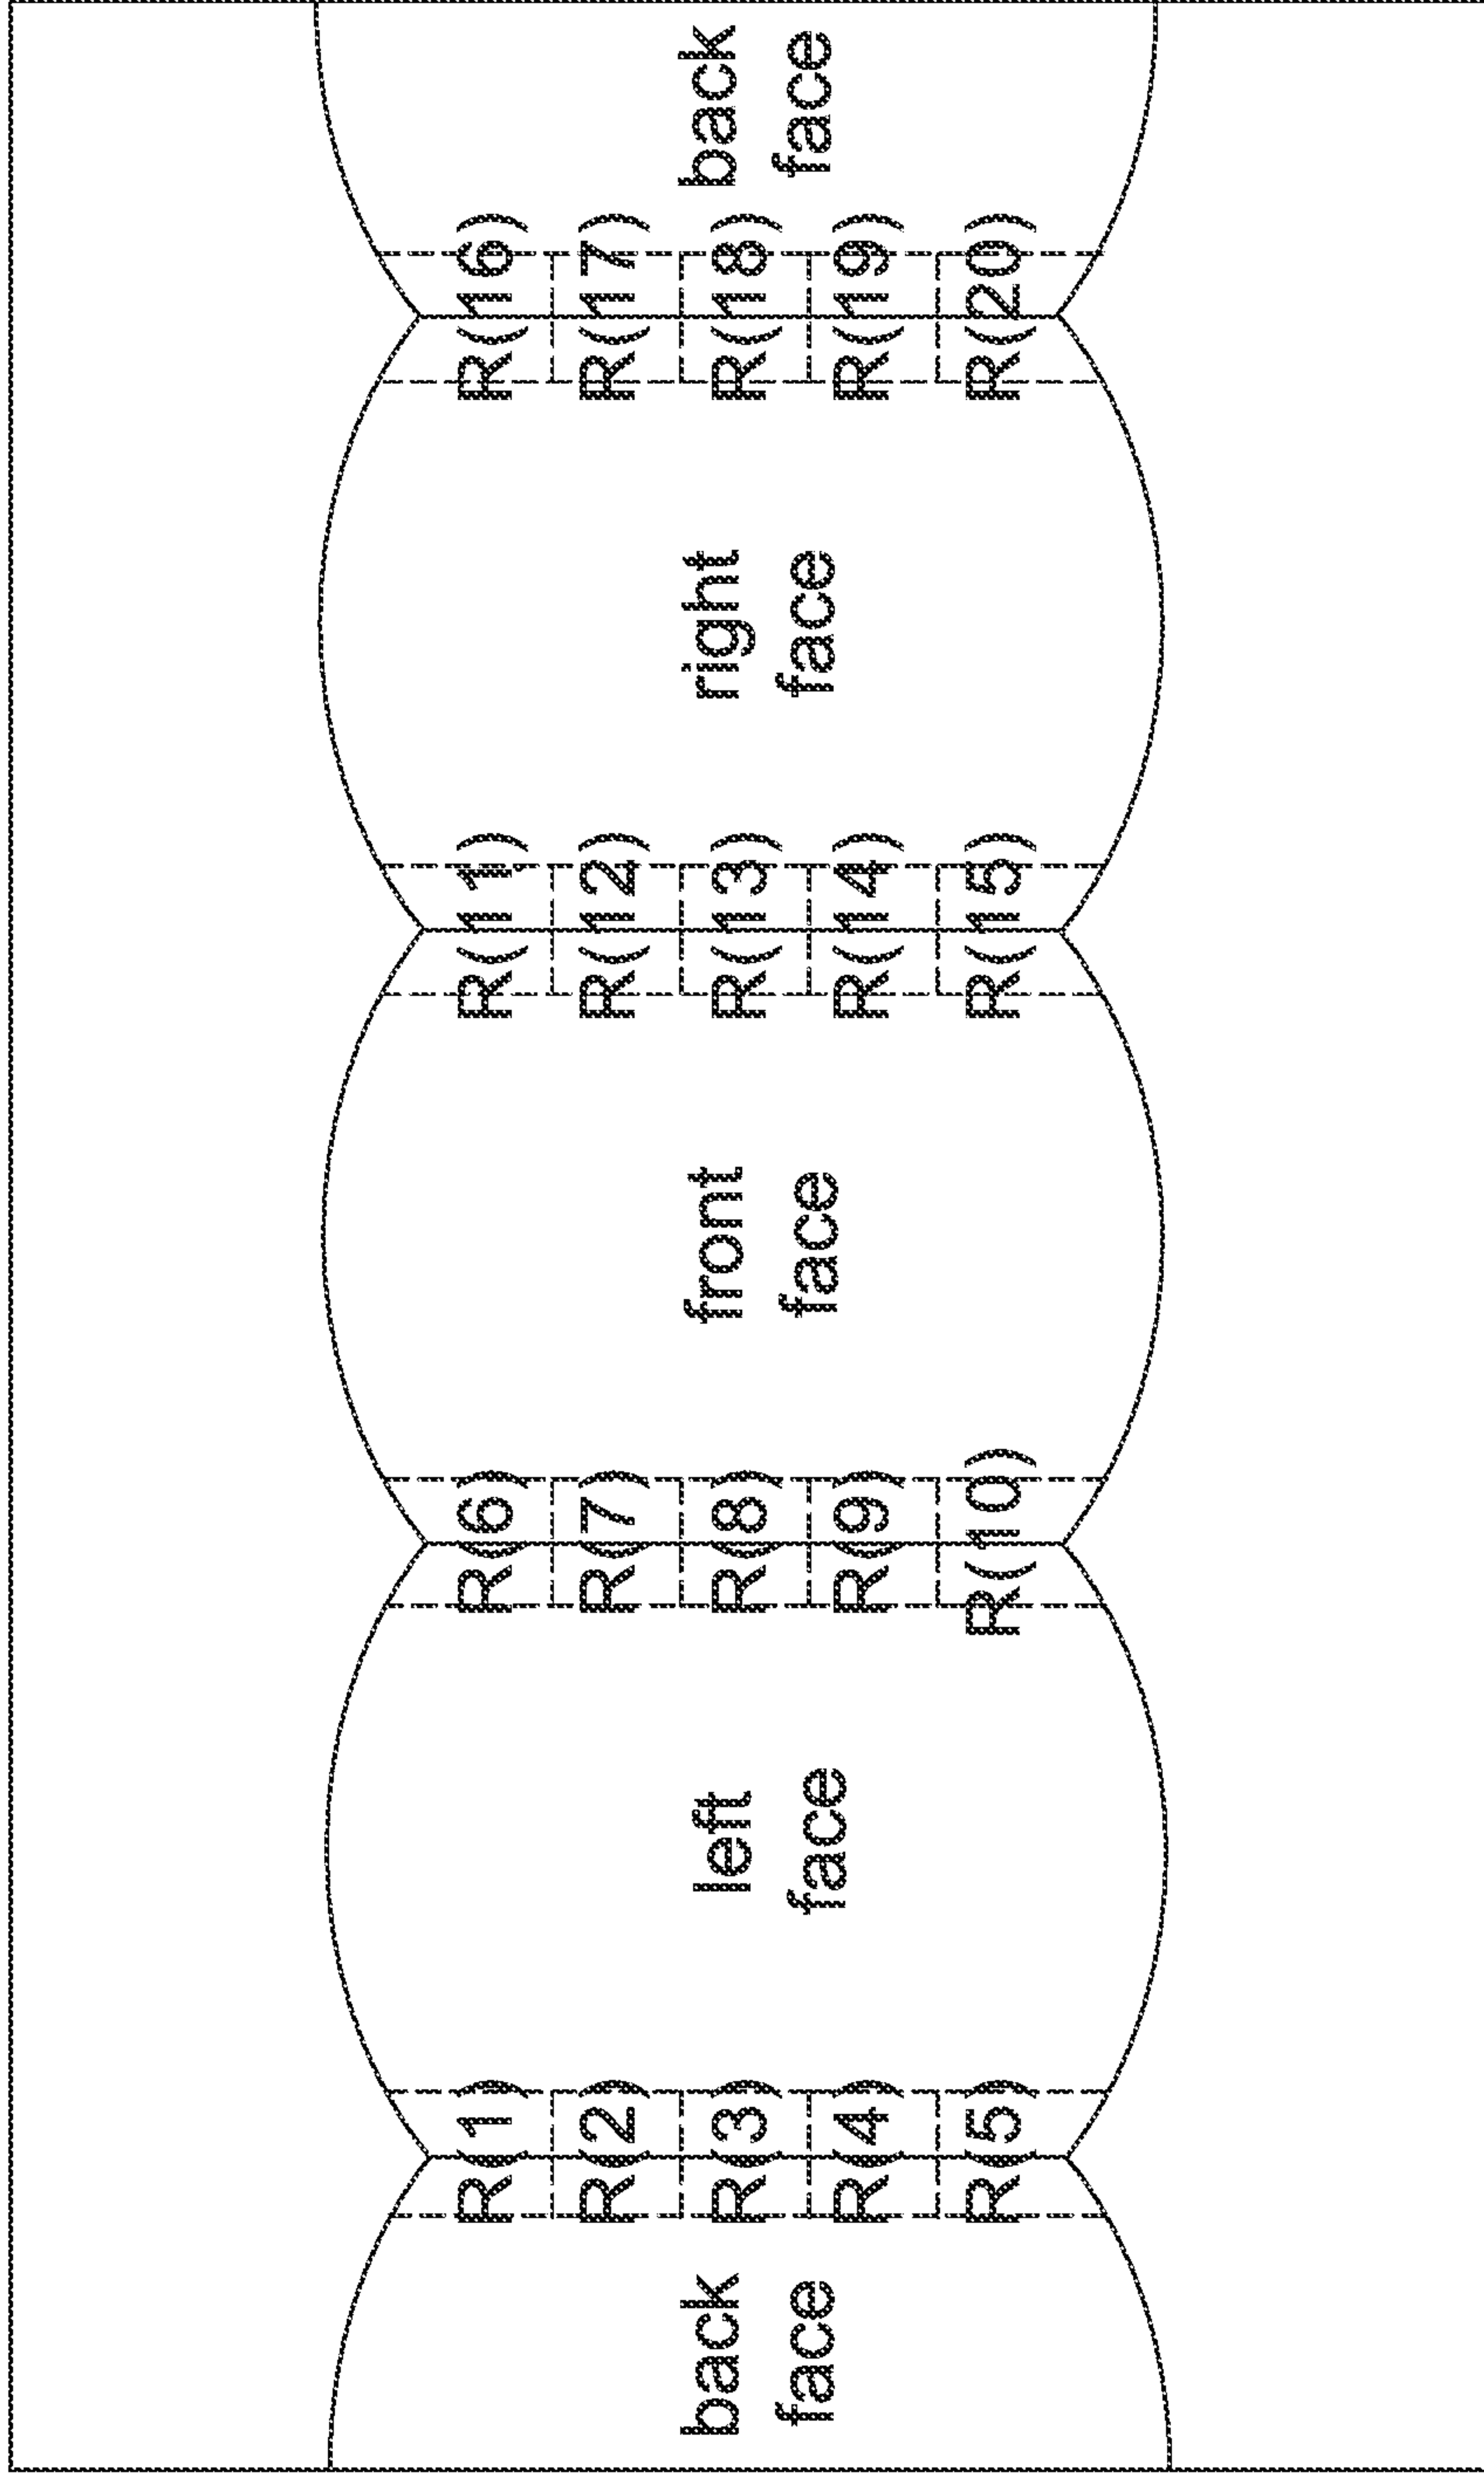 back
face
R(1)
R(2)
R(3)
R(4)
R(5)
left
face
R(6)
R(7)
R(8)
R(9)
R(10)
front
face
R(11)
R(12)
R(13)
R(14)
R(15)
right
face
R(16)
R(17)
R(18)
R(19)
R(20)
back
face